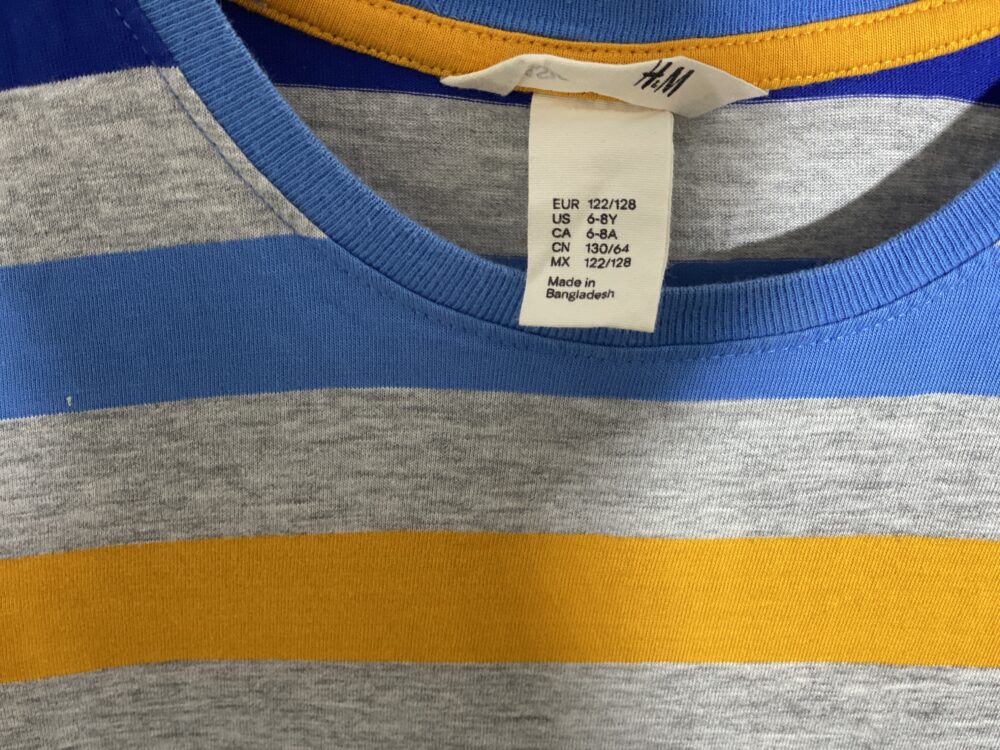 H&M
EUR 122/128
US 6-8Y
CA 6-8A
CN 130/64
MX 122/128
Made in
Bangladesh